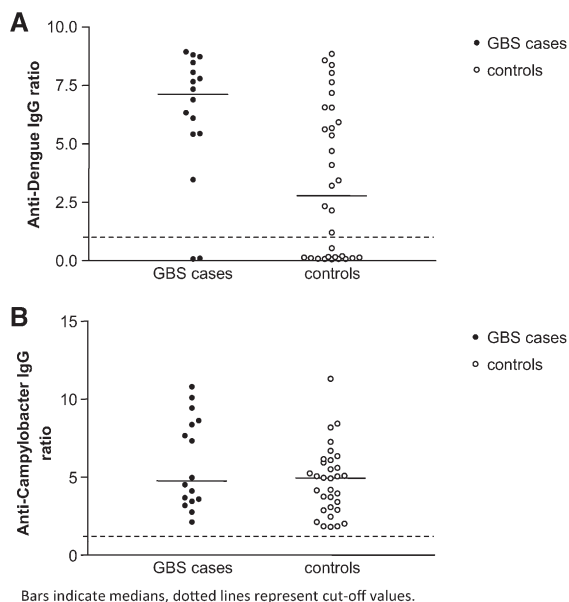 A
10.0
7.5
5.0
2.5
0.0
Anti-Dengue IgG ratio
GBS cases
controls
GBS cases
controls
B
15
10
5
0
Anti-Campylobacter IgG
ratio
GBS cases
controls
GBS cases
controls
Bars indicate medians, dotted lines represent cut-off values.